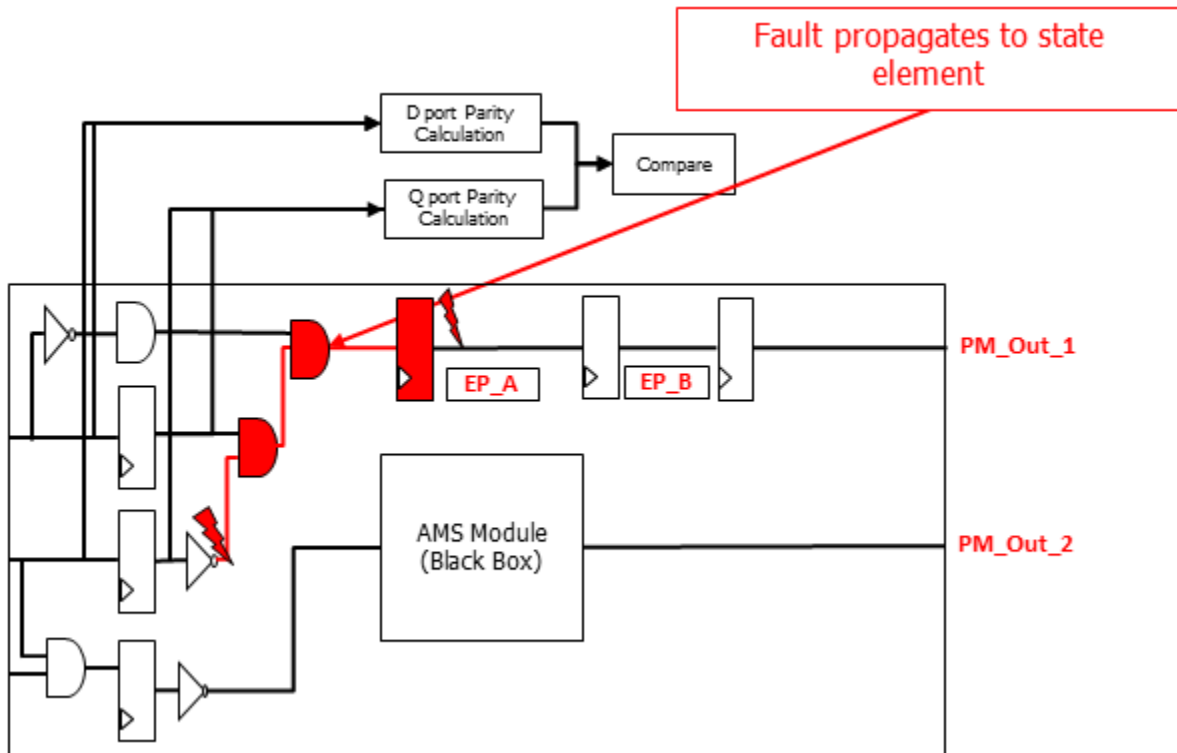 Fault propagates to state
element
D port Parity
Calculation
Compare
Q port Parity
Calculation
EP_A
EP_B
PM_Out_1
AMS Module
(Black Box)
PM_Out_2